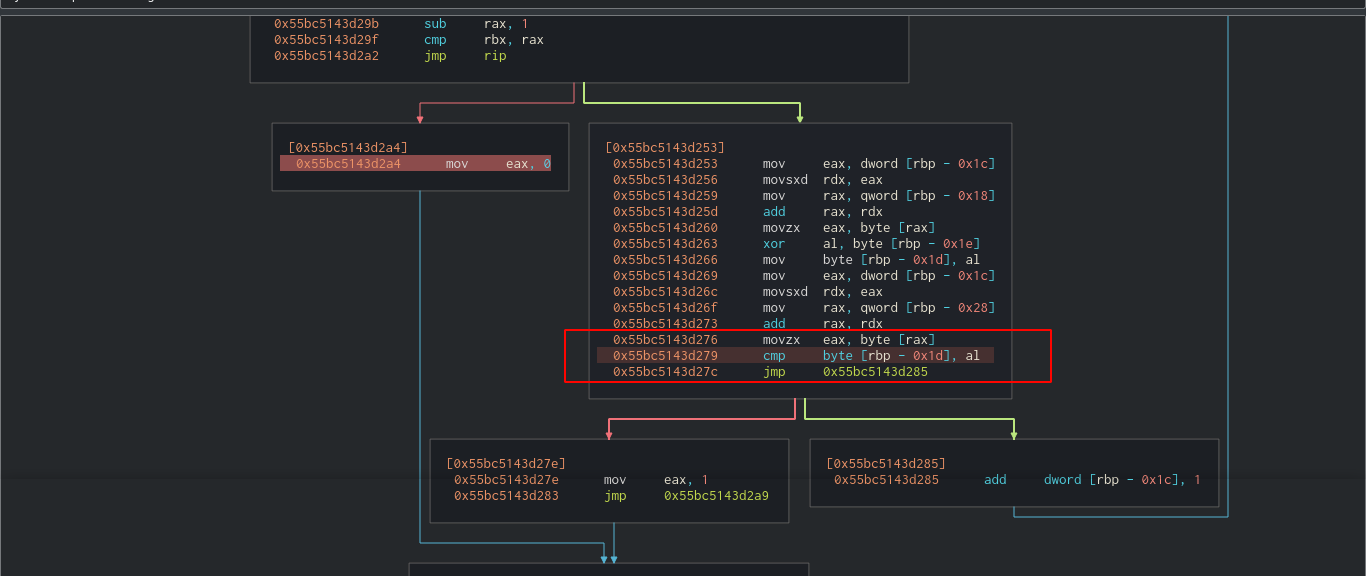 0x55bc5143d29b sub rax, 1
0x55bc5143d29f cmp rbx, rax
0x55bc5143d2a2 jmp rip
[0x55bc5143d2a4]
0x55bc5143d2a4 mov eax, 0
[0x55bc5143d253]
0x55bc5143d253 mov eax, dword [rbp - 0x1c]
0x55bc5143d256 movsxd rdx, eax
0x55bc5143d259 mov rax, qword [rbp - 0x18]
0x55bc5143d25d add rax, rdx
0x55bc5143d260 movzx eax, byte [rax]
0x55bc5143d263 xor al, byte [rbp - 0x1e]
0x55bc5143d266 mov byte [rbp - 0x1d], al
0x55bc5143d269 mov eax, dword [rbp - 0x1c]
0x55bc5143d26c movsxd rdx, eax
0x55bc5143d26f mov rax, qword [rbp - 0x28]
0x55bc5143d273 add rax, rdx
0x55bc5143d276 movzx eax, byte [rax]
0x55bc5143d279 cmp byte [rbp - 0x1d], al
0x55bc5143d27c jmp 0x55bc5143d285
[0x55bc5143d27e]
0x55bc5143d27e mov eax, 1
0x55bc5143d283 jmp 0x55bc5143d2a9
[0x55bc5143d285]
0x55bc5143d285 add dword [rbp - 0x1c], 1